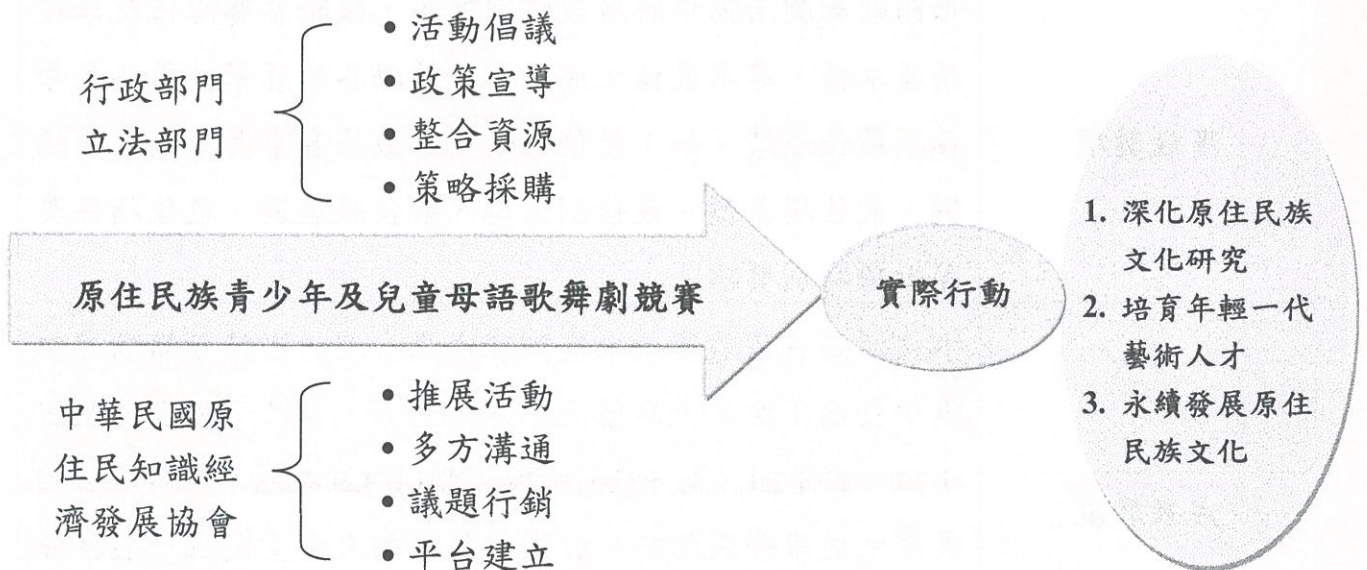 行政部門
立法部門
• 活動倡議
• 政策宣導
• 整合資源
• 策略採購
原住民族青少年及兒童母語歌舞劇競賽
實際行動
1. 深化原住民族
文化研究
2. 培育年輕一代
藝術人才
3. 永續發展原住
民族文化
中華民國原
住民知識經
濟發展協會
• 推展活動
• 多方溝通
• 議題行銷
• 平台建立